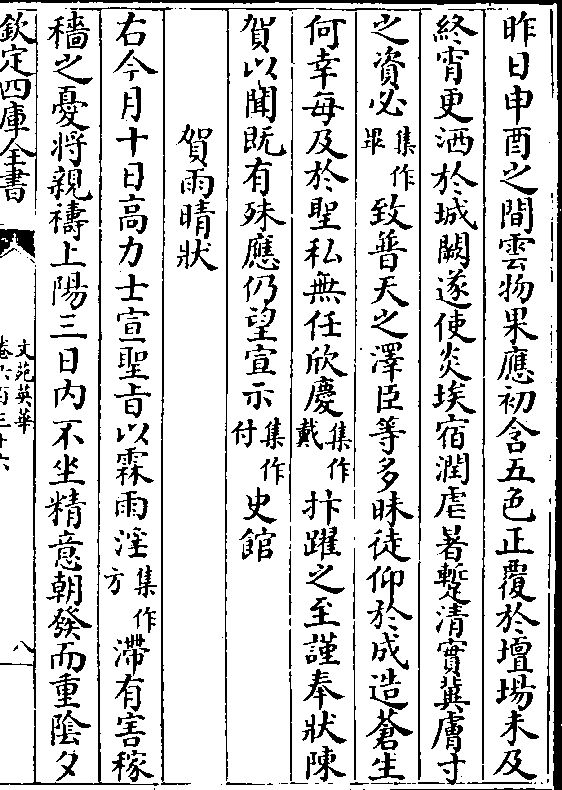 昨日申酉之間雲物果應初含五色正覆於壇場未及
終宵更洒於城闕遂使炎埃宿潤虐暑蹔清實冀膚寸
之資必集作畢致普天之澤臣等多昧徒仰於成造蒼生
何幸每及於聖私無任欣慶集作戴抃躍之至謹奉狀陳
賀以聞既有殊應仍望宣示集作付史館
賀雨晴狀
右今月十日高力士宣聖旨以霖雨淫集作方滯有害稼
穡之憂將親禱上陽三日内不坐精意朝發而重陰夕
欽定四庫全書
文苑英華
卷六百三十六
八